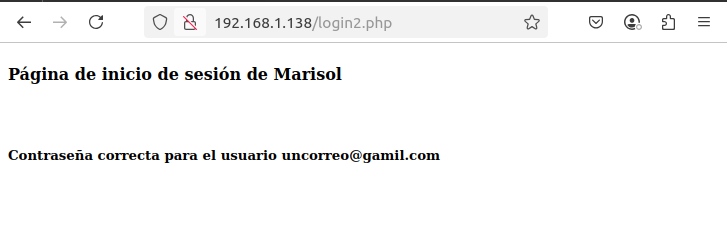 192.168.1.138/login2.php
Página de inicio de sesión de Marisol
Contraseña correcta para el usuario uncorreo@gamil.com